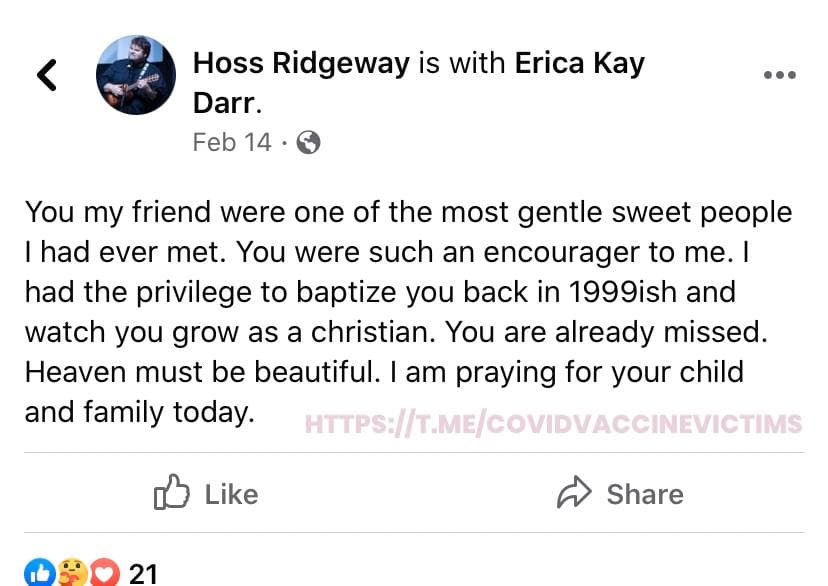 Hoss Ridgeway is with Erica Kay
Darr.
Feb 14 ·
You my friend were one of the most gentle sweet people
I had ever met. You were such an encourager to me. I
had the privilege to baptize you back in 1999ish and
watch you grow as a christian. You are already missed.
Heaven must be beautiful. I am praying for your child
and family today.
HTTPS://T.ME/COVIDVACCINEVICTIMS
Like
Share
21